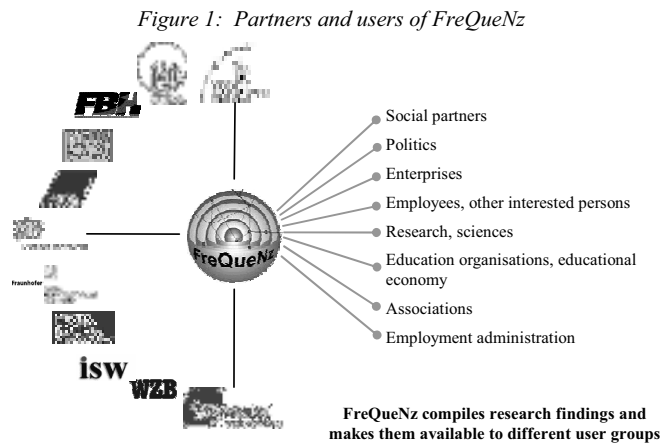 Figure 1: Partners and users of FreQueNz
FBH
Fraunhofer
isw
WZB
FreQueNz
Social partners
Politics
Enterprises
Employees, other interested persons
Research, sciences
Education organisations, educational
economy
Associations
Employment administration
FreQueNz compiles research findings and
makes them available to different user groups